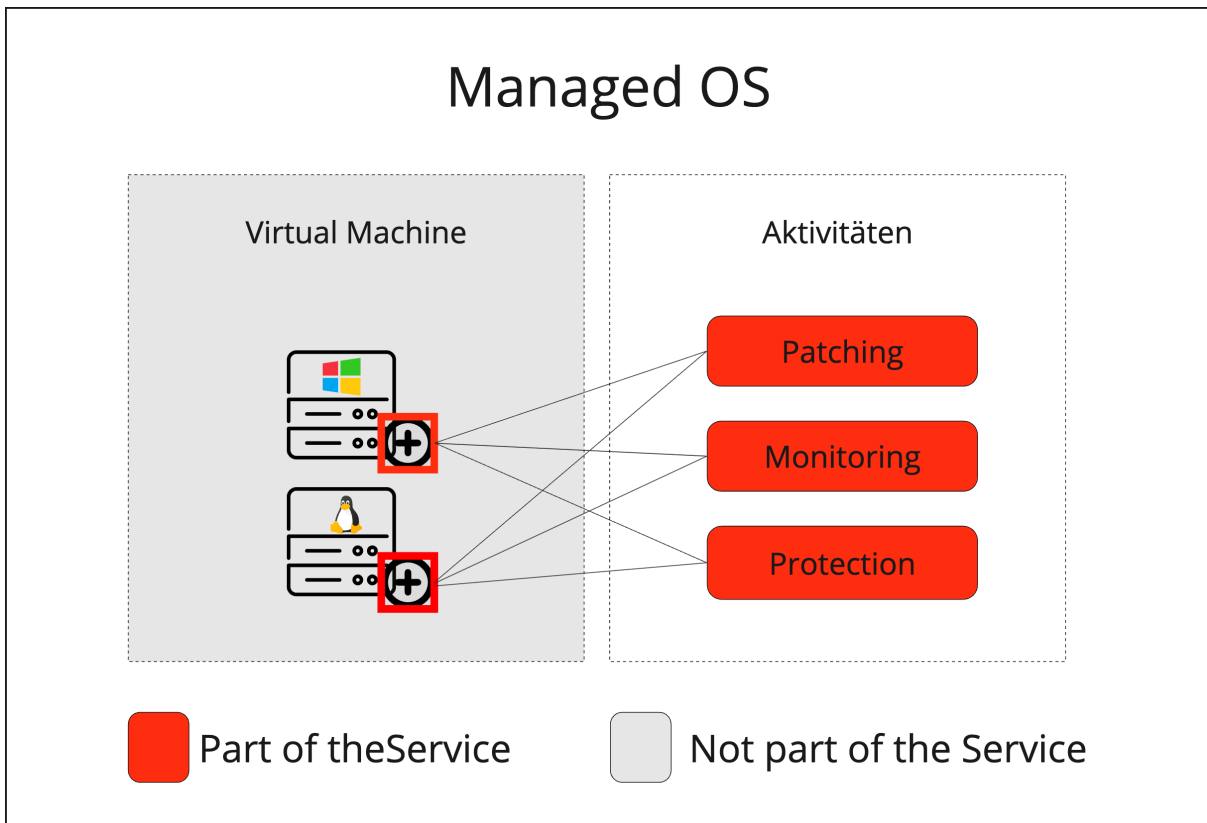 Managed OS
Virtual Machine
Aktivitäten
Patching
Monitoring
Protection
Part of theService
Not part of the Service